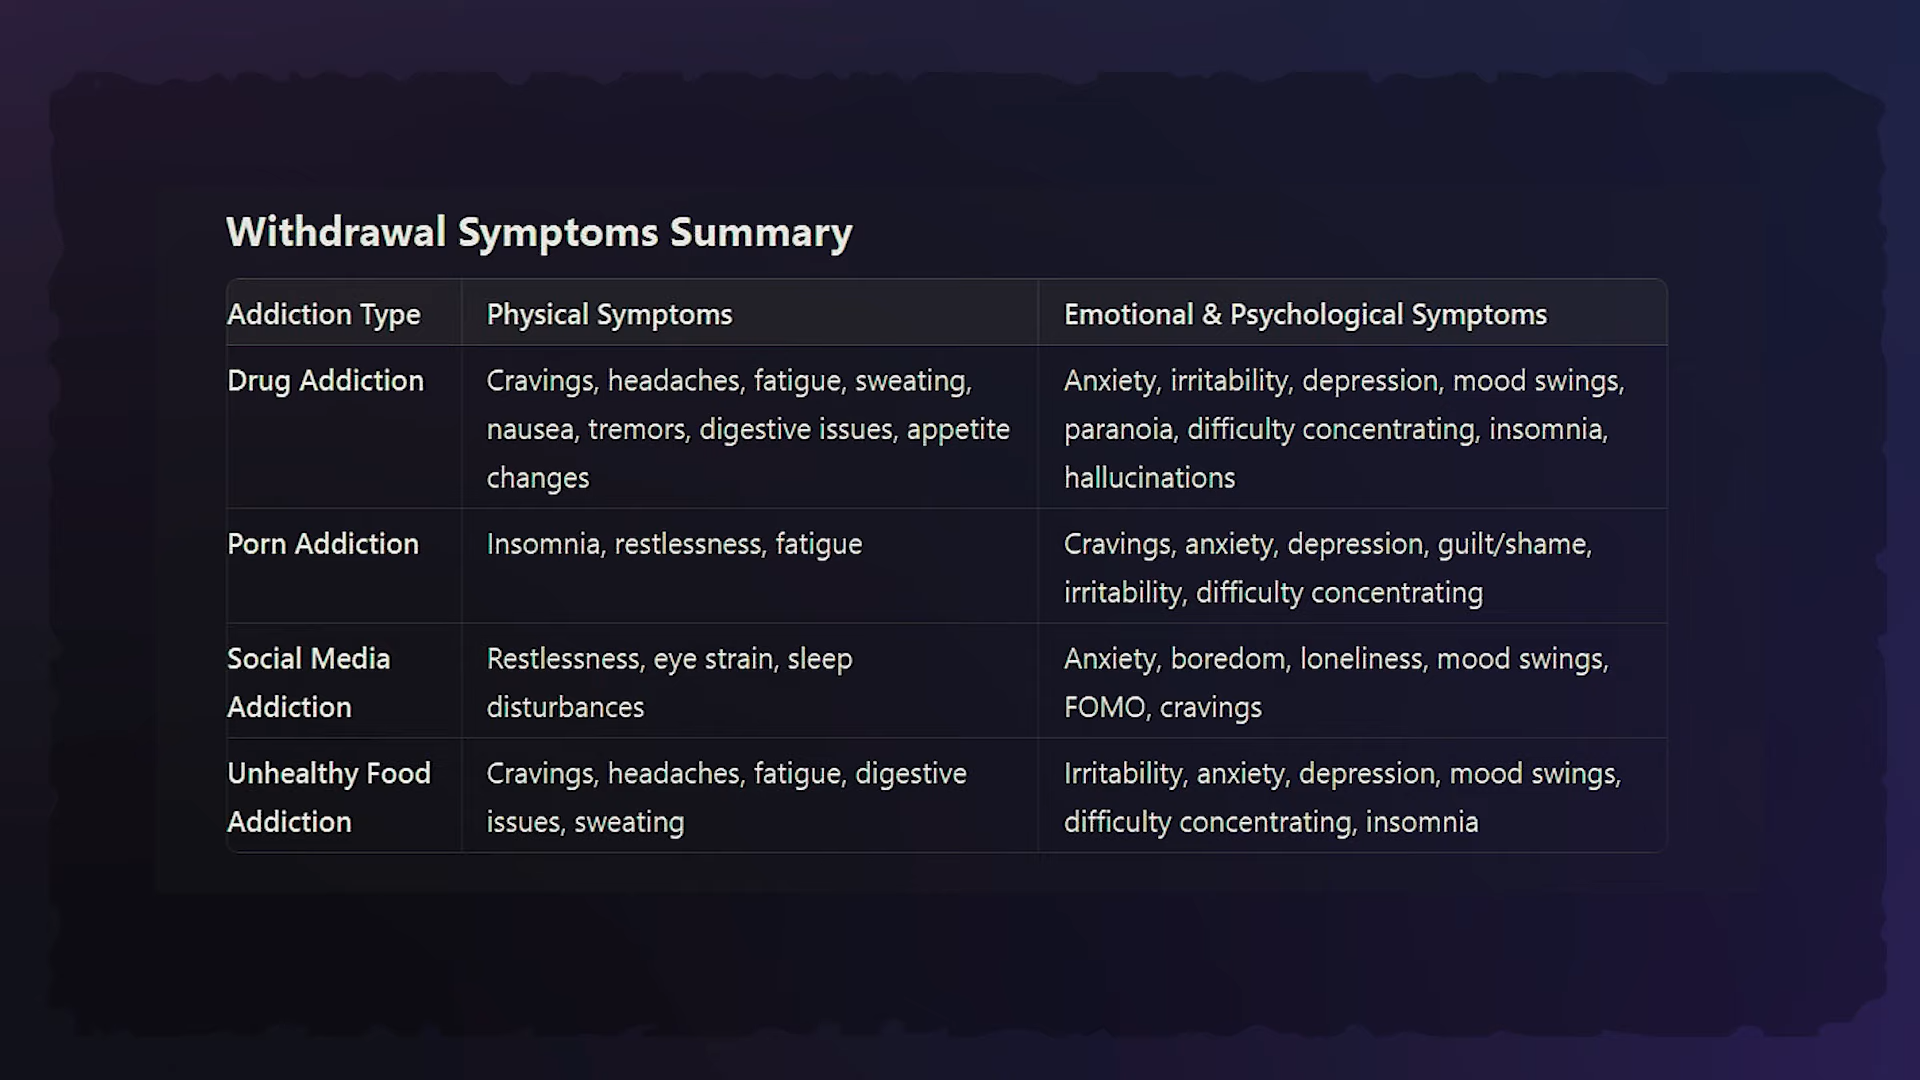 Withdrawal Symptoms Summary
Addiction Type
Physical Symptoms
Emotional & Psychological Symptoms
Drug Addiction
Cravings, headaches, fatigue, sweating,
nausea, tremors, digestive issues, appetite
changes
Anxiety, irritability, depression, mood swings,
paranoia, difficulty concentrating, insomnia,
hallucinations
Porn Addiction
Insomnia, restlessness, fatigue
Cravings, anxiety, depression, guilt/shame,
irritability, difficulty concentrating
Social Media
Addiction
Restlessness, eye strain, sleep
disturbances
Anxiety, boredom, loneliness, mood swings,
FOMO, cravings
Unhealthy Food
Addiction
Cravings, headaches, fatigue, digestive
issues, sweating
Irritability, anxiety, depression, mood swings,
difficulty concentrating, insomnia